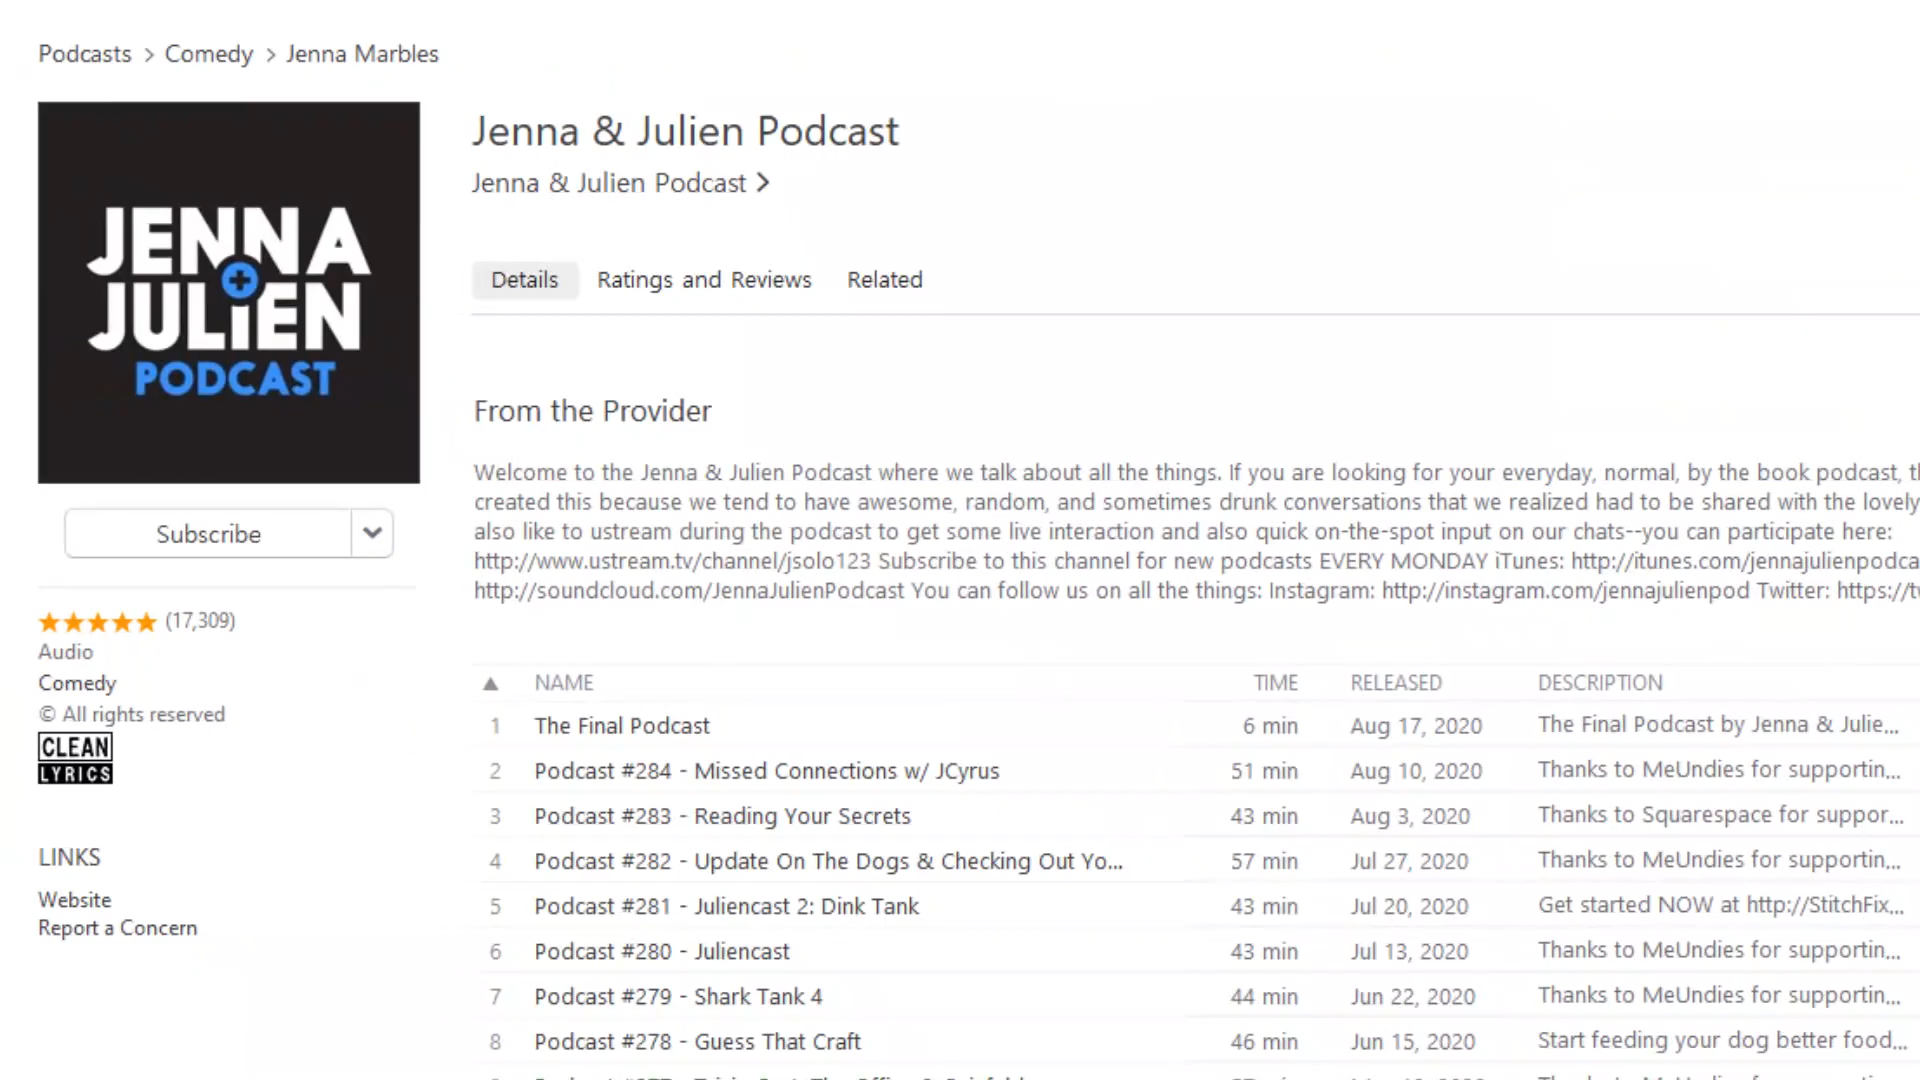 Podcasts > Comedy > Jenna Marbles
JENNA
JULiEN
PODCAST
Subscribe
(17,309)
Audio
Comedy
© All rights reserved
CLEAN
LYRICS
LINKS
Website
Report a Concern
Jenna & Julien Podcast
Jenna & Julien Podcast >
Details Ratings and Reviews Related
From the Provider
Welcome to the Jenna & Julien Podcast where we talk about all the things. If you are looking for your everyday, normal, by the book podcast,
created this because we tend to have awesome, random, and sometimes drunk conversations that we realized had to be shared with the lovely
also like to ustream during the podcast to get some live interaction and also quick on-the-spot input on our chats--you can participate here:
http://www.ustream.tv/channel/jsolo123 Subscribe to this channel for new podcasts EVERY MONDAY iTunes: http://itunes.com/jennajulienpodca
http://soundcloud.com/JennaJulienPodcast You can follow us on all the things: Instagram: http://instagram.com/jennajulienpod Twitter: https://tw
▲ NAME TIME RELEASED DESCRIPTION
1 The Final Podcast 6 min Aug 17, 2020 The Final Podcast by Jenna & Julie...
2 Podcast #284 - Missed Connections w/ JCyrus 51 min Aug 10, 2020 Thanks to MeUndies for supportin...
3 Podcast #283 - Reading Your Secrets 43 min Aug 3, 2020 Thanks to Squarespace for suppor...
4 Podcast #282 - Update On The Dogs & Checking Out Yo... 57 min Jul 27, 2020 Thanks to MeUndies for supportin...
5 Podcast #281 - Juliencast 2: Dink Tank 43 min Jul 20, 2020 Get started NOW at http://StitchFix...
6 Podcast #280 - Juliencast 43 min Jul 13, 2020 Thanks to MeUndies for supportin...
7 Podcast #279 - Shark Tank 4 44 min Jun 22, 2020 Thanks to MeUndies for supportin...
8 Podcast #278 - Guess That Craft 46 min Jun 15, 2020 Start feeding your dog better food...